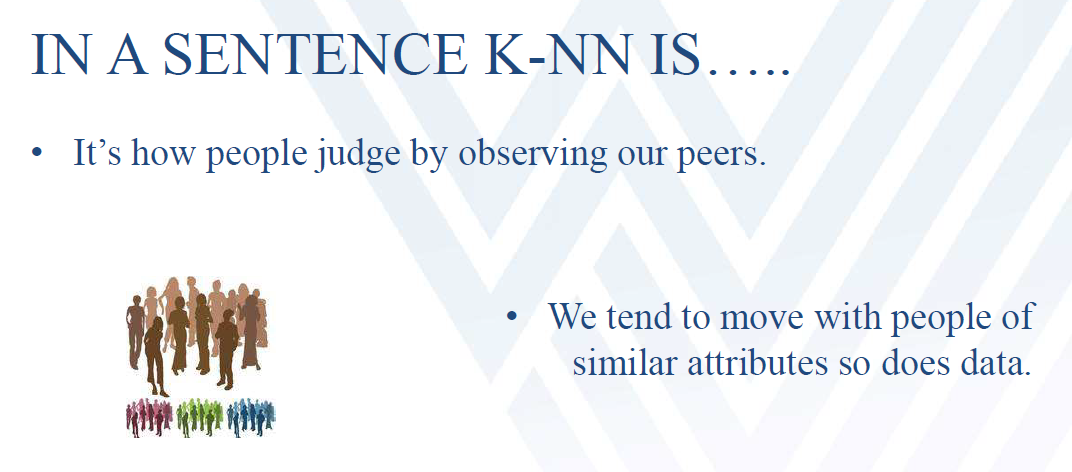 IN A SENTENCE K-NN IS…..
• It’s how people judge by observing our peers.
• We tend to move with people of
similar attributes so does data.